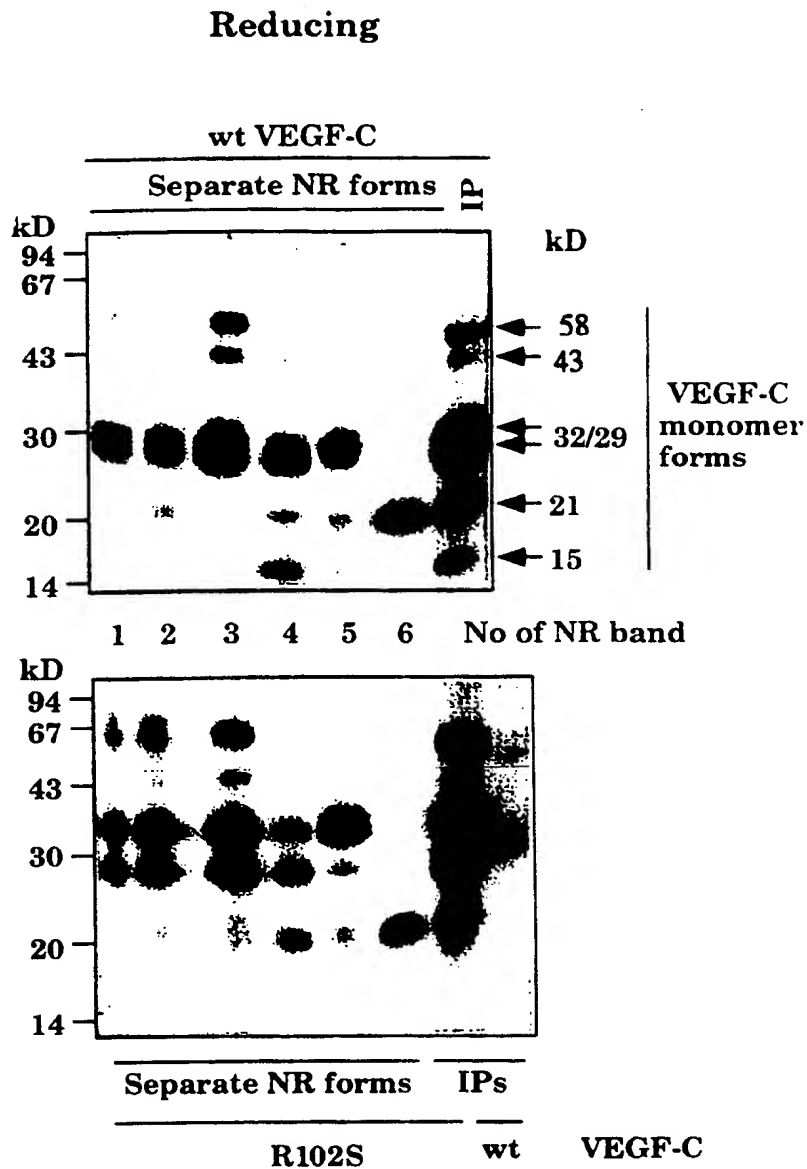 Reducing
wt VEGF-C
Separate NR forms IP
kD kD
94
67
58
43 43
VEGF-C
monomer
forms
30
32/29
21
20
15
14
1 2 3 4 5 6 No of NR band
kD
94
67
43
30
20
14
Separate NR forms IPs
R102S wt VEGF-C